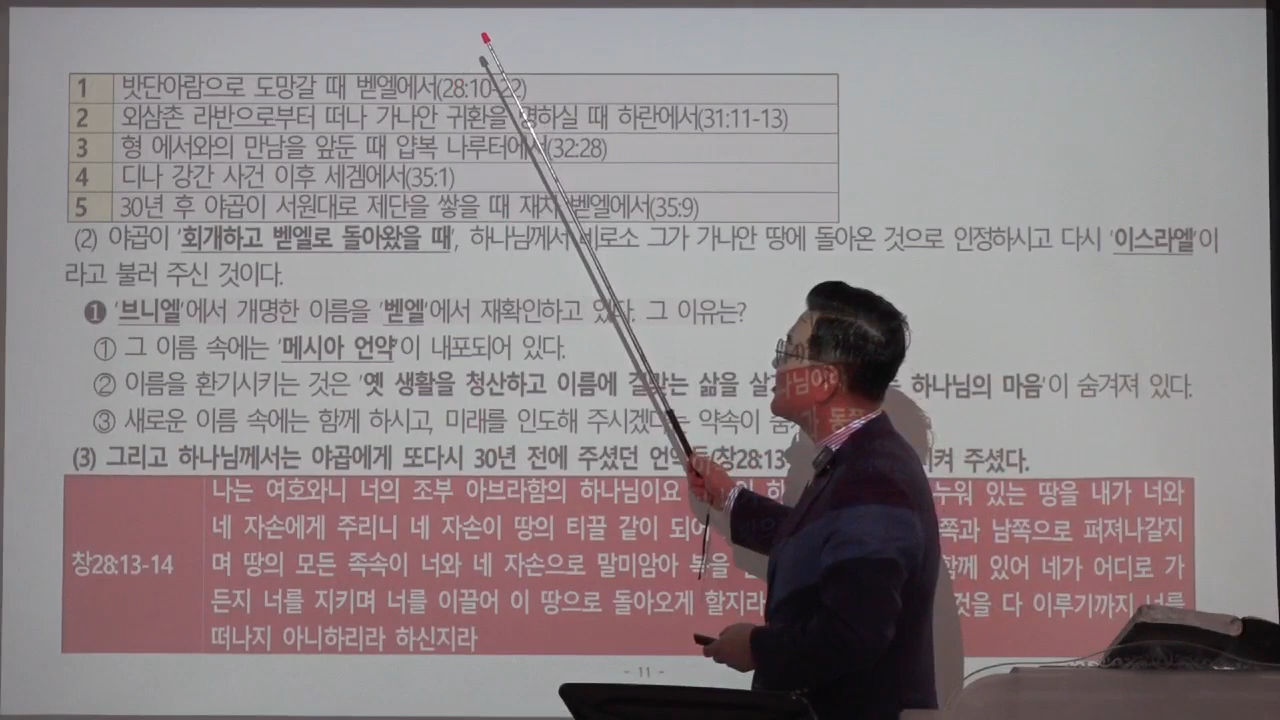 1 밧단아람으로 도망갈 때 벧엘에서(28:10-22)
2 외삼촌 라반으로부터 떠나 가나안 귀환을 명하실 때 하란에서(31:11-13)
3 형 에서와의 만남을 앞둔 때 얍복 나루터에서(32:28)
4 디나 강간 사건 이후 세겜에서(35:1)
5 30년 후 야곱이 서원대로 제단을 쌓을 때 재차 벧엘에서(35:9)
(2) 야곱이 '회개하고 벧엘로 돌아왔을 때', 하나님께서 비로소 그가 가나안 땅에 돌아온 것으로 인정하시고 다시 '이스라엘'이
라고 불러 주신 것이다.
❶ '브니엘'에서 개명한 이름을 '벧엘'에서 재확인하고 있다. 그 이유는?
① 그 이름 속에는 '메시아 언약'이 내포되어 있다.
② 이름을 환기시키는 것은 '옛 생활을 청산하고 이름에 걸맞는 삶을 하나님의 마음'이 숨겨져 있다.
③ 새로운 이름 속에는 함께 하시고, 미래를 인도해 주시겠다는 약속이
(3) 그리고 하나님께서는 야곱에게 또다시 30년 전에 주셨던 (창28:13- 주셨다.
나는 여호와니 너의 조부 아브라함의 하나님이요 누워 있는 땅을 내가 너와
네 자손에게 주리니 네 자손이 땅의 티끌 같이 되어 남쪽으로 퍼져나갈지
창28:13-14 며 땅의 모든 족속이 너와 네 자손으로 말미암아 복을 함께 있어 네가 어디로 가
든지 너를 지키며 너를 이끌어 이 땅으로 돌아오게 할지라 것을 다 이루기까지 너를
떠나지 아니하리라 하신지라
- 11 -